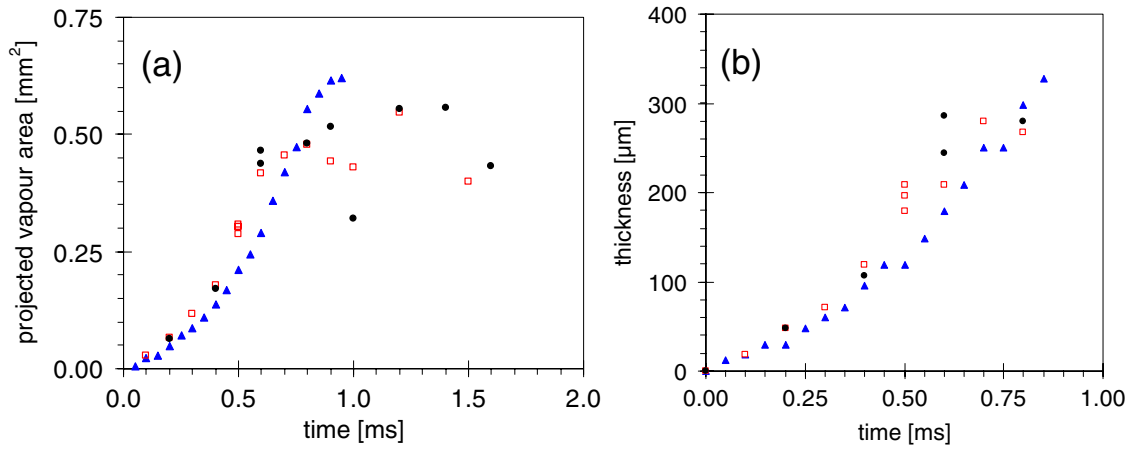 (a)
projected vapour area [mm²]
0.75
0.50
0.25
0.00
0.0 0.5 1.0 1.5 2.0
time [ms]
(b)
thickness [µm]
400
300
200
100
0
0.00 0.25 0.50 0.75 1.00
time [ms]